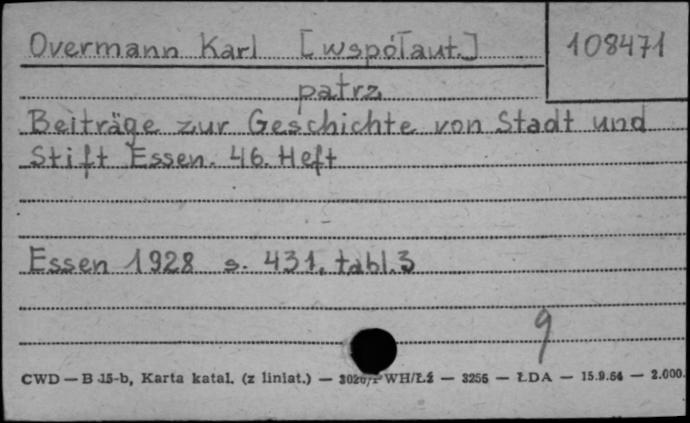 Overmann Karl [współaut.] 108471
patrz
Beiträge zur Geschichte von Stadt und
Stift Essen. 46. Heft
Essen 1928 s. 431, tabl. 3
9
CWD — B 15-b, Karta katal. (z liniat.) — WH/Łż — 3256 — ŁDA — 15.9.64 — 2.000.